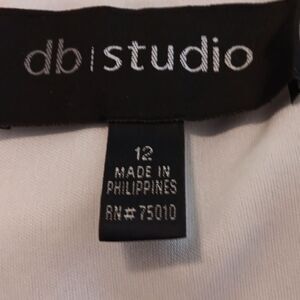 db|studio
12
MADE IN
PHILIPPINES
RN# 75010